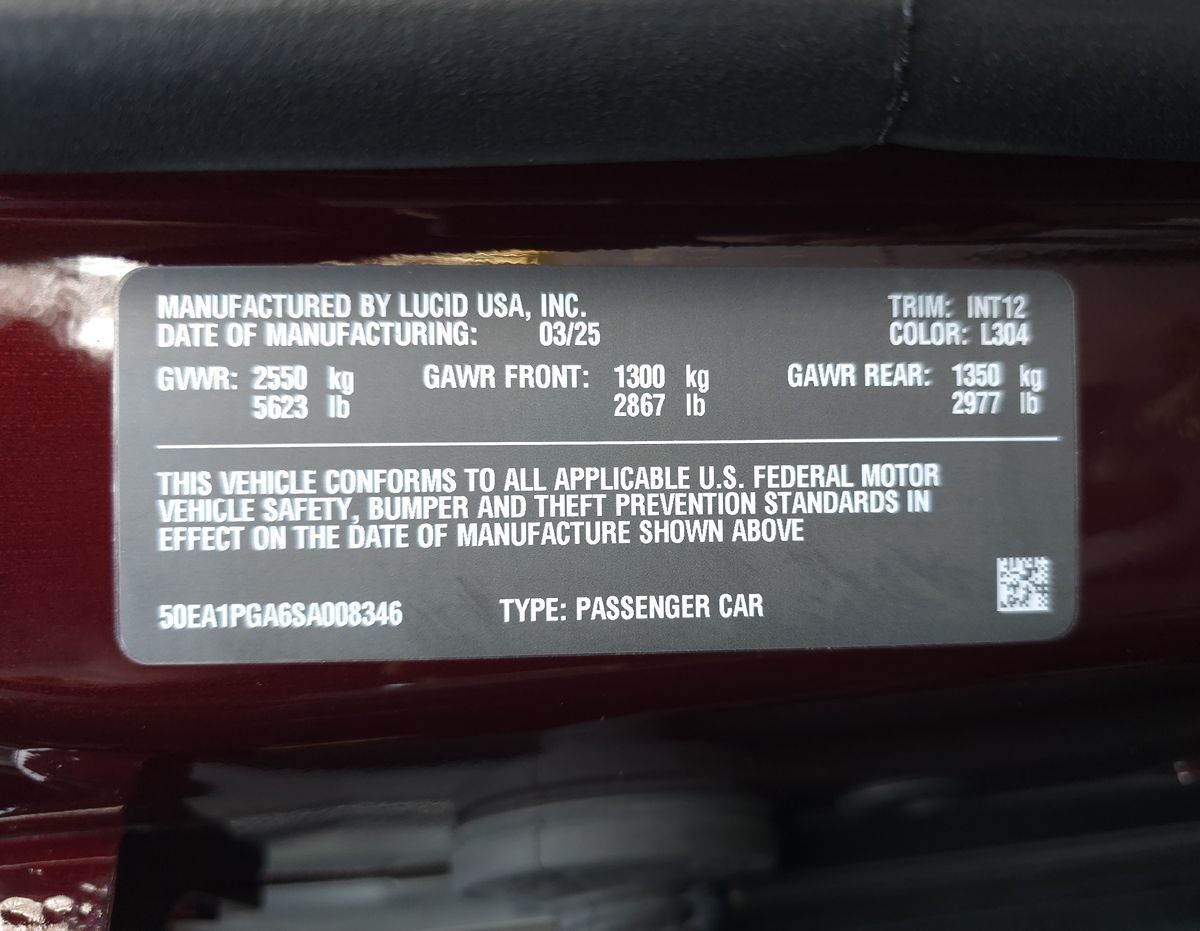 MANUFACTURED BY LUCID USA, INC. TRIM: INT12
DATE OF MANUFACTURING: 03/25 COLOR: L304
GVWR: 2550 kg GAWR FRONT: 1300 kg GAWR REAR: 1350 kg
5623 lb 2867 lb 2977 lb
THIS VEHICLE CONFORMS TO ALL APPLICABLE U.S. FEDERAL MOTOR
VEHICLE SAFETY, BUMPER AND THEFT PREVENTION STANDARDS IN
EFFECT ON THE DATE OF MANUFACTURE SHOWN ABOVE
50EA1PGA6SA008346 TYPE: PASSENGER CAR